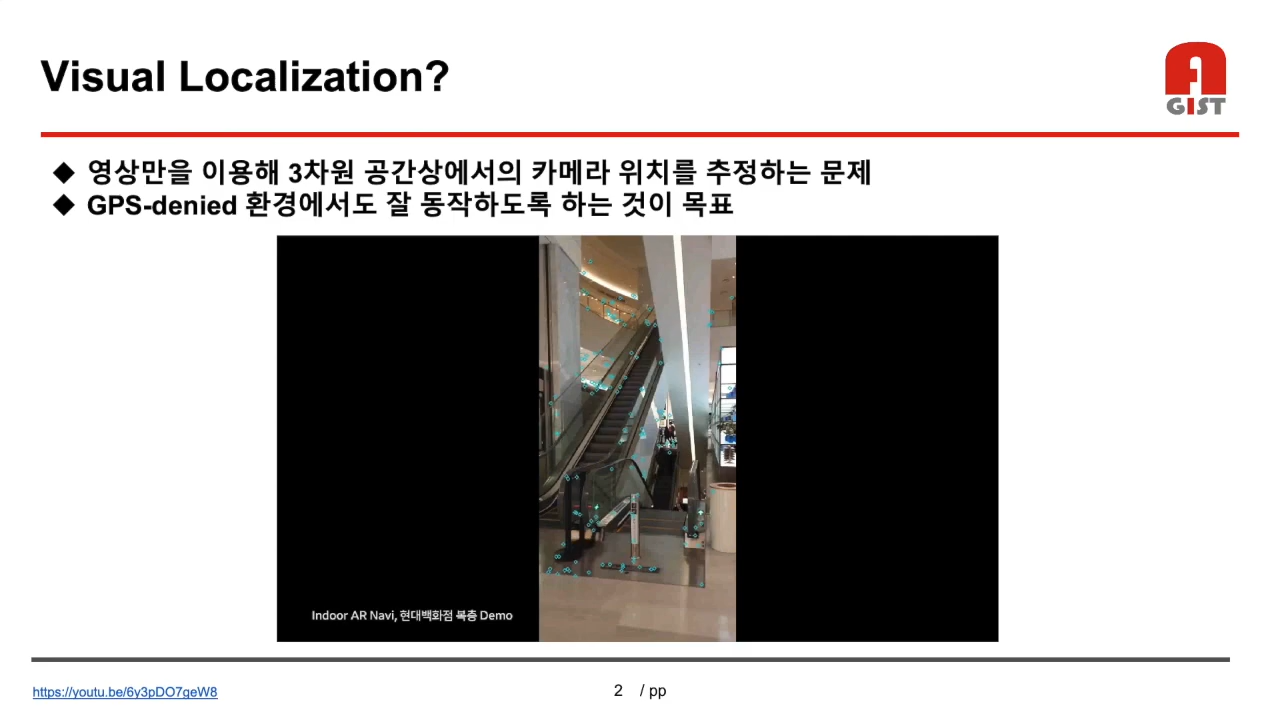 Visual Localization?
GIST
◆ 영상만을 이용해 3차원 공간상에서의 카메라 위치를 추정하는 문제
◆ GPS-denied 환경에서도 잘 동작하도록 하는 것이 목표
Indoor AR Navi, 현대백화점 복층 Demo
https://youtu.be/6y3pDO7geW8
2 / pp